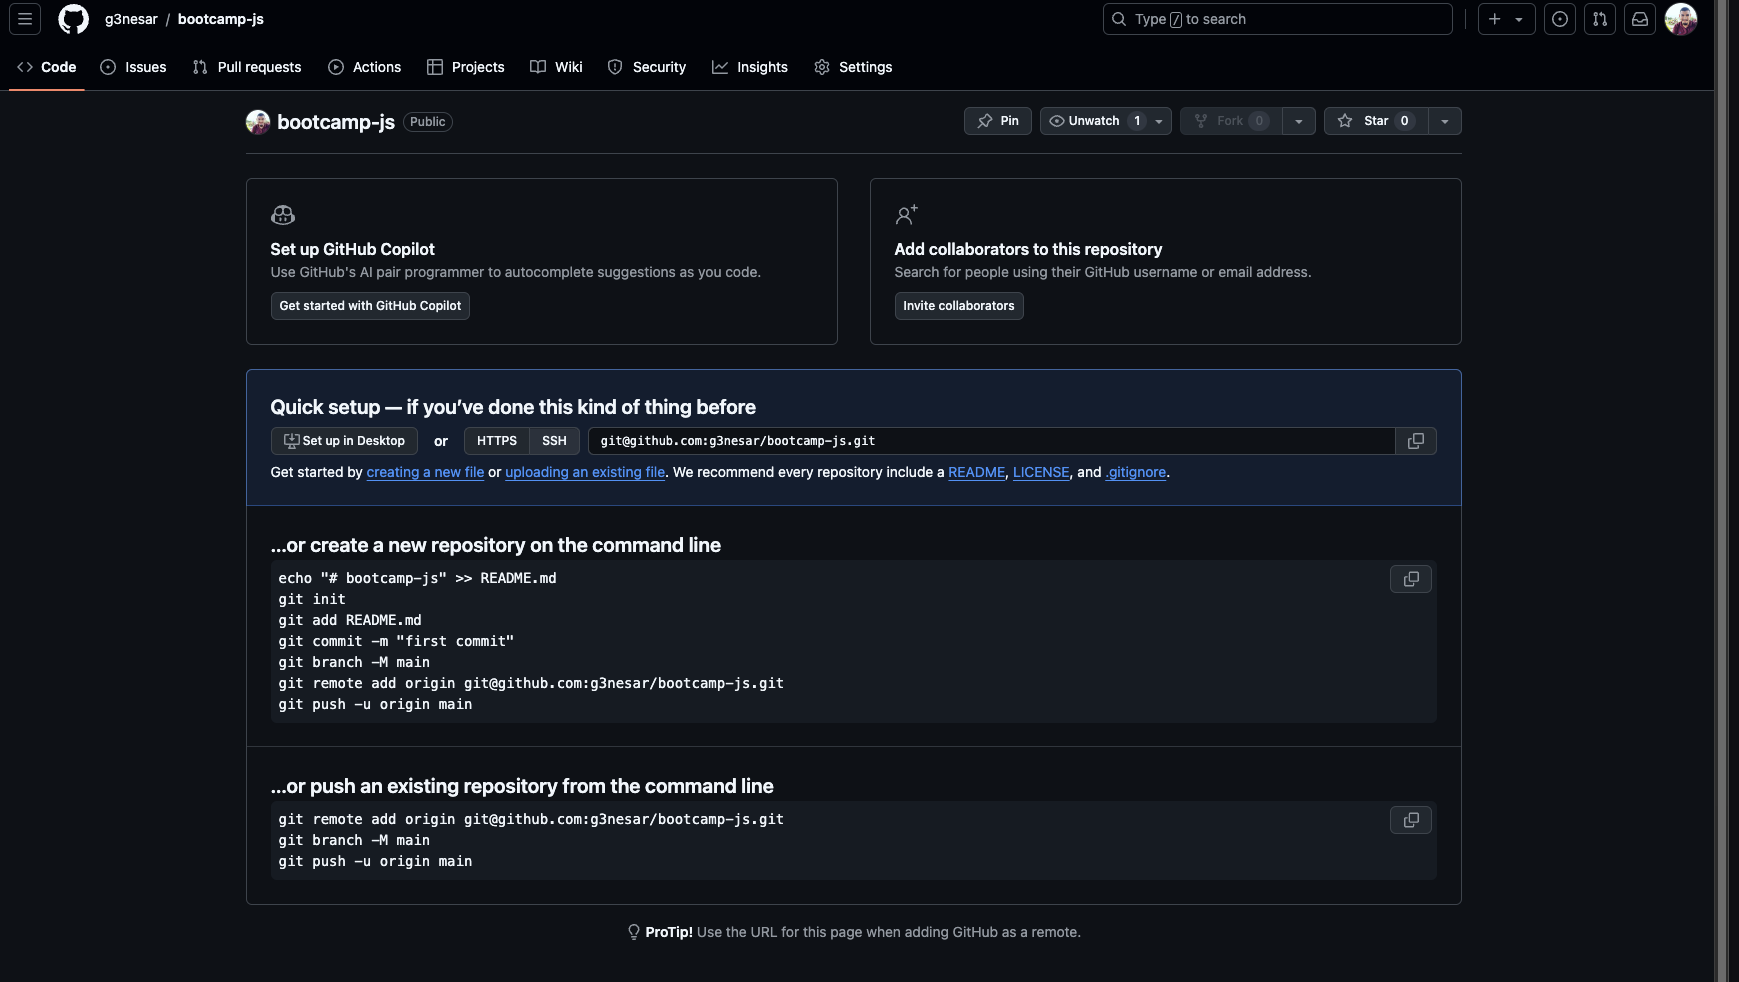 g3nesar / bootcamp-js
Type / to search
Code Issues Pull requests Actions Projects Wiki Security Insights Settings
bootcamp-js Public
Pin Unwatch 1 Fork 0 Star 0
Set up GitHub Copilot
Use GitHub's AI pair programmer to autocomplete suggestions as you code.
Get started with GitHub Copilot
Add collaborators to this repository
Search for people using their GitHub username or email address.
Invite collaborators
Quick setup — if you've done this kind of thing before
Set up in Desktop or HTTPS SSH git@github.com:g3nesar/bootcamp-js.git
Get started by creating a new file or uploading an existing file. We recommend every repository include a README, LICENSE, and .gitignore.
...or create a new repository on the command line
echo "# bootcamp-js" >> README.md
git init
git add README.md
git commit -m "first commit"
git branch -M main
git remote add origin git@github.com:g3nesar/bootcamp-js.git
git push -u origin main
...or push an existing repository from the command line
git remote add origin git@github.com:g3nesar/bootcamp-js.git
git branch -M main
git push -u origin main
ProTip! Use the URL for this page when adding GitHub as a remote.